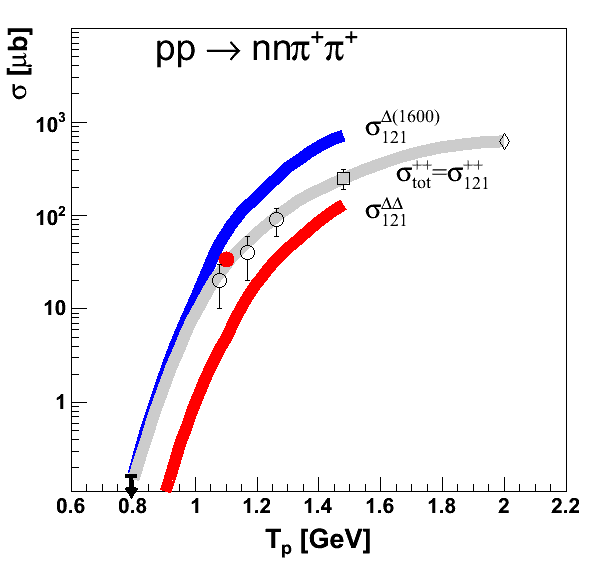 pp → nnπ⁺π⁺
σ [μb]
10³
10²
10
1
σ₁₂₁^Δ(1600)
σ_tot^++=σ₁₂₁^++
σ₁₂₁^ΔΔ
0.6 0.8 1 1.2 1.4 1.6 1.8 2.0 2.2
T_p [GeV]